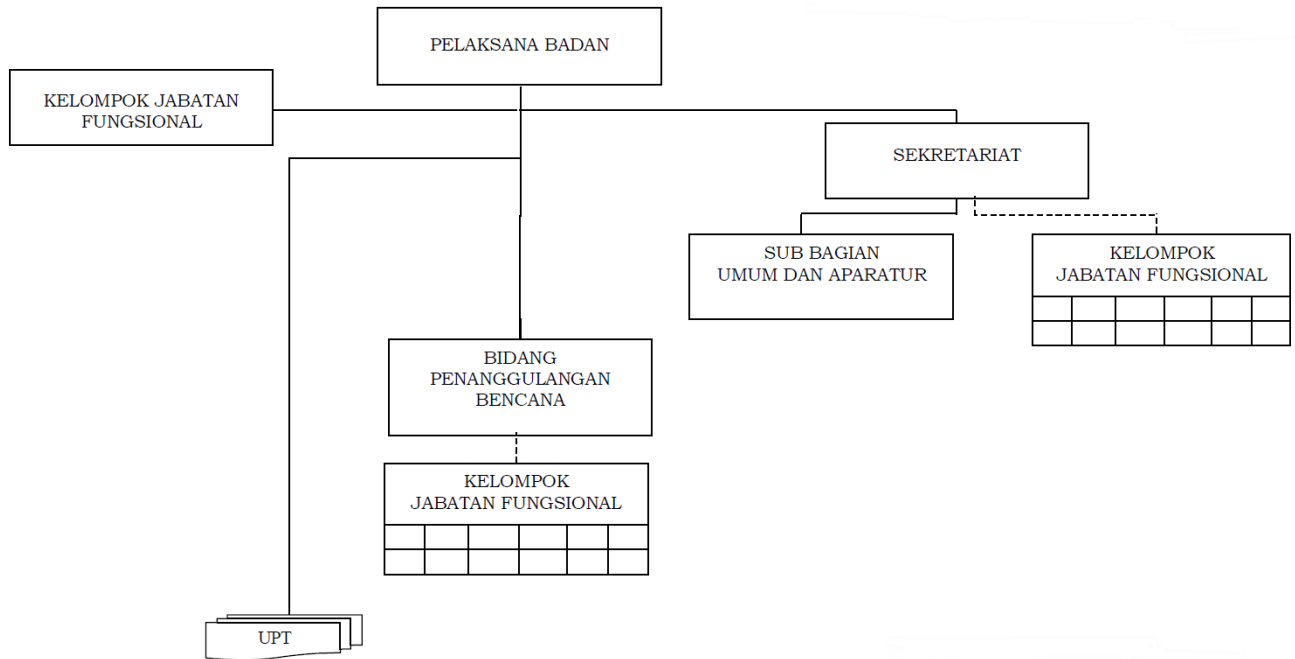 PELAKSANA BADAN
KELOMPOK JABATAN
FUNGSIONAL
SEKRETARIAT
SUB BAGIAN
UMUM DAN APARATUR
KELOMPOK
JABATAN FUNGSIONAL
BIDANG
PENANGGULANGAN
BENCANA
KELOMPOK
JABATAN FUNGSIONAL
UPT